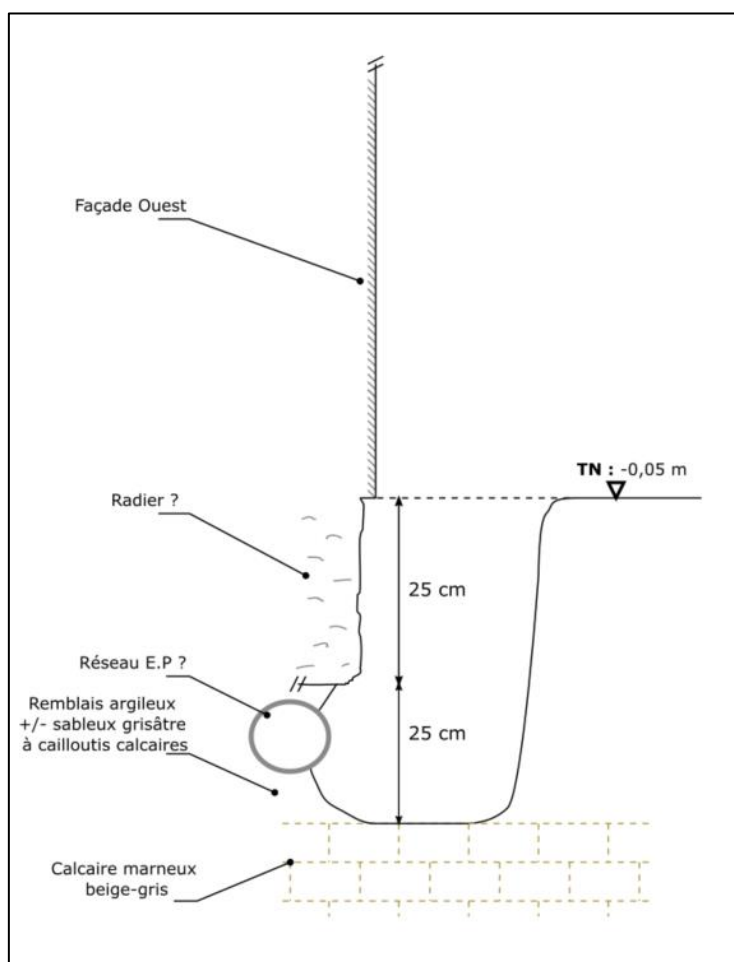 Façade Ouest
TN : -0,05 m
Radier ?
25 cm
Réseau E.P ?
Remblais argileux
+/- sableux grisâtre
à cailloutis calcaires
25 cm
Calcaire marneux
beige-gris